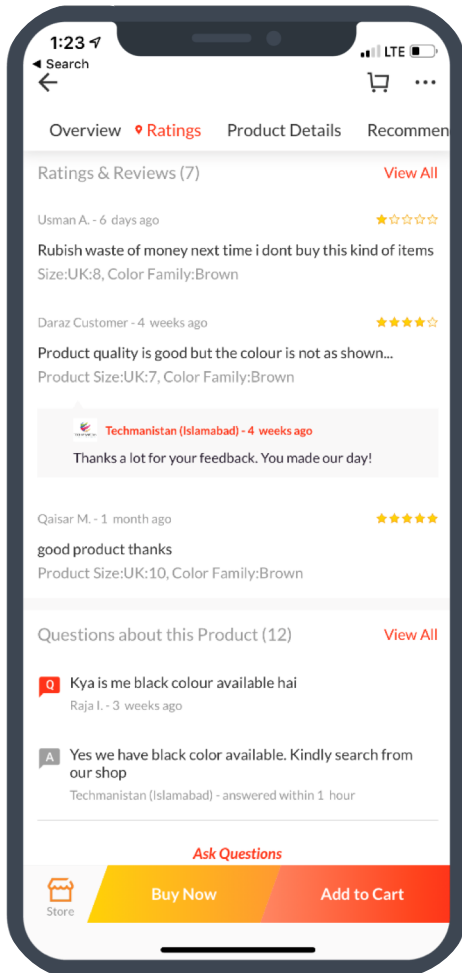 1:23
LTE
◀ Search
Overview Ratings Product Details Recommen
Ratings & Reviews (7) View All
Usman A. - 6 days ago
Rubish waste of money next time i dont buy this kind of items
Size:UK:8, Color Family:Brown
Daraz Customer - 4 weeks ago
Product quality is good but the colour is not as shown...
Product Size:UK:7, Color Family:Brown
Techmanistan (Islamabad) - 4 weeks ago
Thanks a lot for your feedback. You made our day!
Qaisar M. - 1 month ago
good product thanks
Product Size:UK:10, Color Family:Brown
Questions about this Product (12) View All
Q Kya is me black colour available hai
Raja I. - 3 weeks ago
A Yes we have black color available. Kindly search from
our shop
Techmanistan (Islamabad) - answered within 1 hour
Ask Questions
Store
Buy Now
Add to Cart